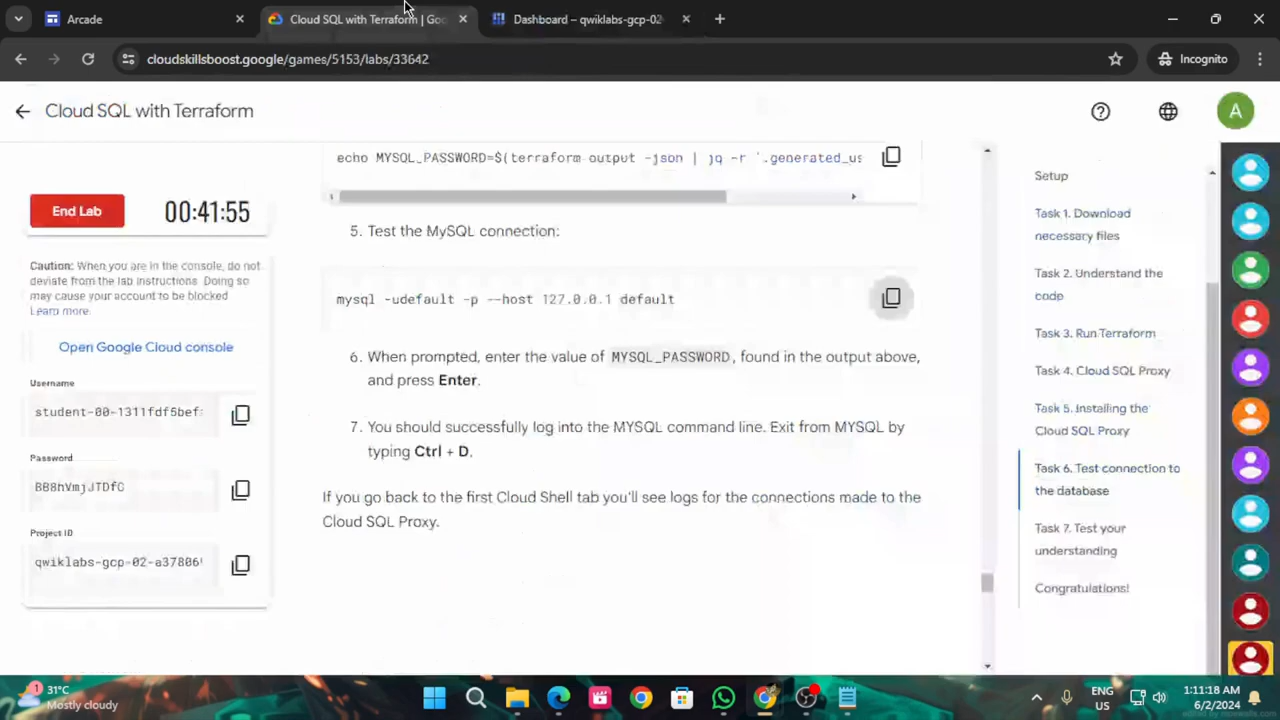 Arcade
Cloud SQL with Terraform | Goo
Dashboard – qwiklabs-gcp-02
cloudskillsboost.google/games/5153/labs/33642
Incognito
Cloud SQL with Terraform
A
End Lab
00:41:55
Caution: When you are in the console, do not
deviate from the lab instructions. Doing so
may cause your account to be blocked.
Learn more.
Open Google Cloud console
Username
student-00-1311fdf5bef
Password
BB8hVmjJTDfG
Project ID
qwiklabs-gcp-02-a37806
echo MYSQL_PASSWORD=$(terraform output -json | jq -r '.generated_us
5. Test the MySQL connection:
mysql -udefault -p --host 127.0.0.1 default
6. When prompted, enter the value of MYSQL_PASSWORD, found in the output above,
and press Enter.
7. You should successfully log into the MYSQL command line. Exit from MYSQL by
typing Ctrl + D.
If you go back to the first Cloud Shell tab you'll see logs for the connections made to the
Cloud SQL Proxy.
Setup
Task 1. Download
necessary files
Task 2. Understand the
code
Task 3. Run Terraform
Task 4. Cloud SQL Proxy
Task 5. Installing the
Cloud SQL Proxy
Task 6. Test connection to
the database
Task 7. Test your
understanding
Congratulations!
1
31°C
Mostly cloudy
ENG
US
1:11:18 AM
6/2/2024